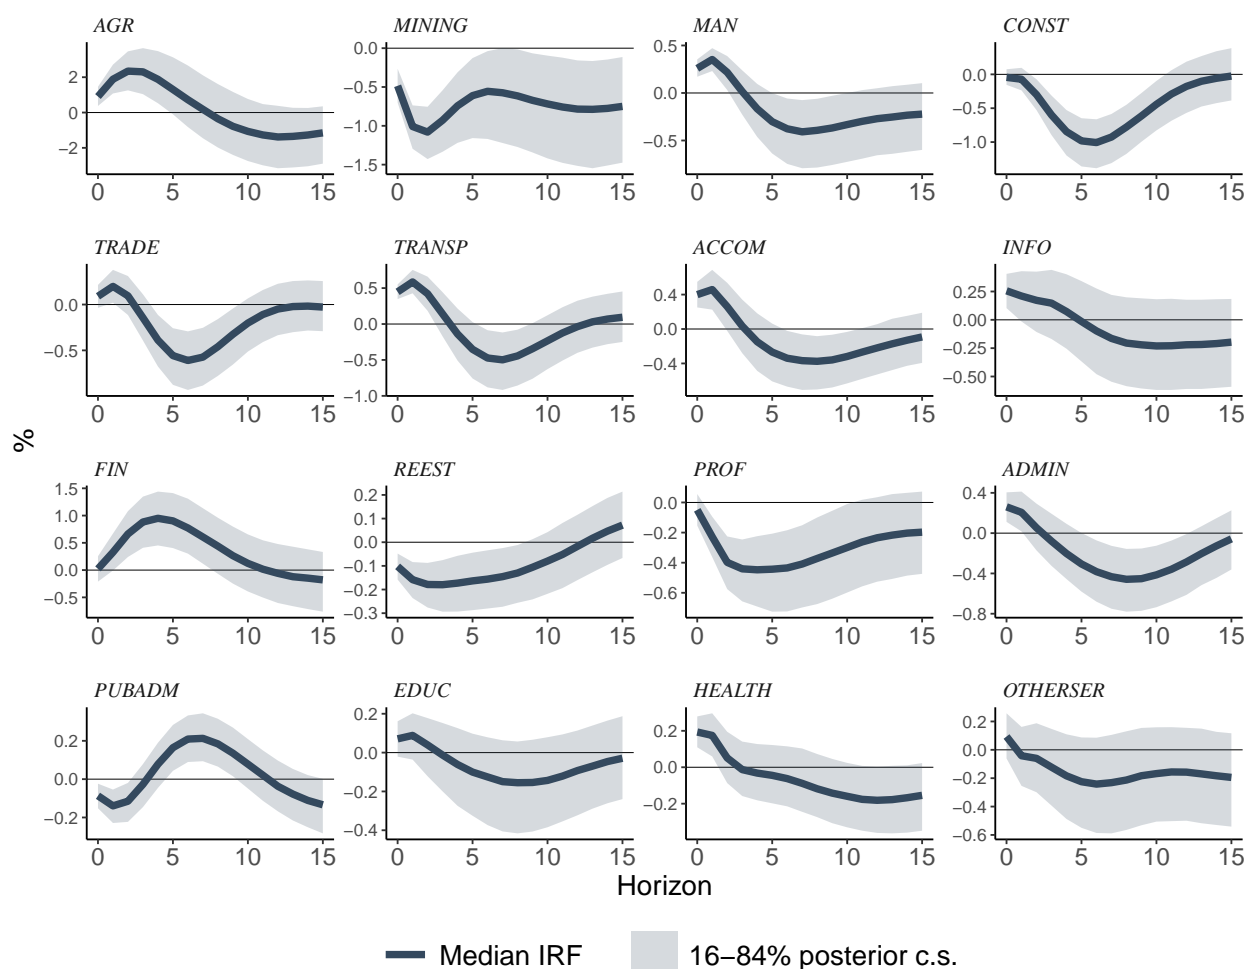 AGR MINING MAN CONST
2 0 −2
0.0 −0.5 −1.0 −1.5
0.5 0.0 −0.5
0.0 −0.5 −1.0
0 5 10 15 0 5 10 15 0 5 10 15 0 5 10 15
TRADE TRANSP ACCOM INFO
0.0 −0.5
0.5 0.0 −0.5 −1.0
0.4 0.0 −0.4
0.25 0.00 −0.25 −0.50
0 5 10 15 0 5 10 15 0 5 10 15 0 5 10 15
%
FIN REEST PROF ADMIN
1.5 1.0 0.5 0.0 −0.5
0.2 0.1 0.0 −0.1 −0.2 −0.3
0.0 −0.2 −0.4 −0.6
0.4 0.0 −0.4 −0.8
0 5 10 15 0 5 10 15 0 5 10 15 0 5 10 15
PUBADM EDUC HEALTH OTHERSER
0.2 0.0 −0.2
0.2 0.0 −0.2 −0.4
0.2 0.0 −0.2
0.2 0.0 −0.2 −0.4 −0.6
0 5 10 15 0 5 10 15 0 5 10 15 0 5 10 15
Horizon
Median IRF 16−84% posterior c.s.